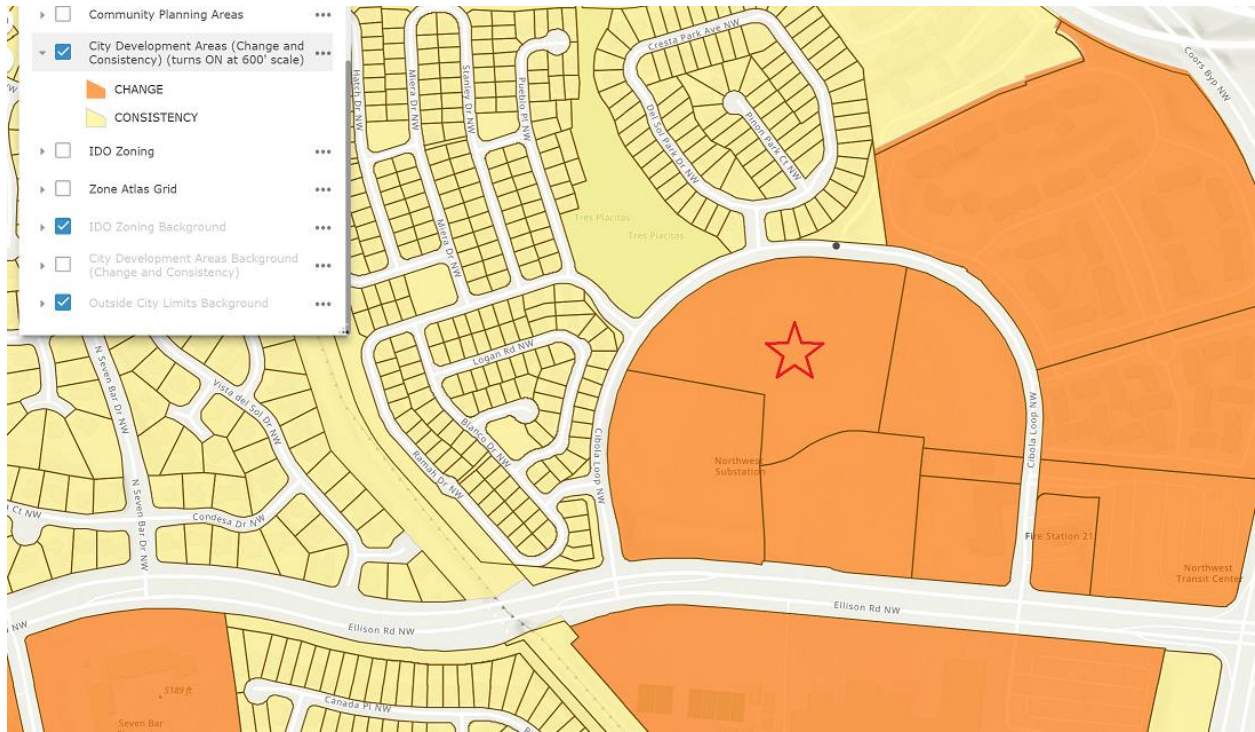 Community Planning Areas
City Development Areas (Change and
Consistency) (turns ON at 600' scale)
CHANGE
CONSISTENCY
IDO Zoning
Zone Atlas Grid
IDO Zoning Background
City Development Areas Background
(Change and Consistency)
Outside City Limits Background
Hatch Dr NW
Miera Dr NW
Stanley Dr NW
Pueblo Pl NW
Cresta Park Ave NW
Coors Byp NW
Del Sol Park Dr NW
Pinon Park Ct NW
Tres Placitas
Tres Placitas
Miera Dr NW
Logan Rd NW
Blanco Dr NW
Ramah Dr NW
Cibola Loop NW
Cibola Loop NW
N Seven Bar Dr NW
Vista del Sol Dr NW
N Seven Bar Dr NW
Ct NW
Condesa Dr NW
Northwest
Substation
Fire Station 21
Northwest
Transit Center
Ellison Rd NW
Ellison Rd NW
NW
5189 ft
Seven Bar
Canada Pl NW